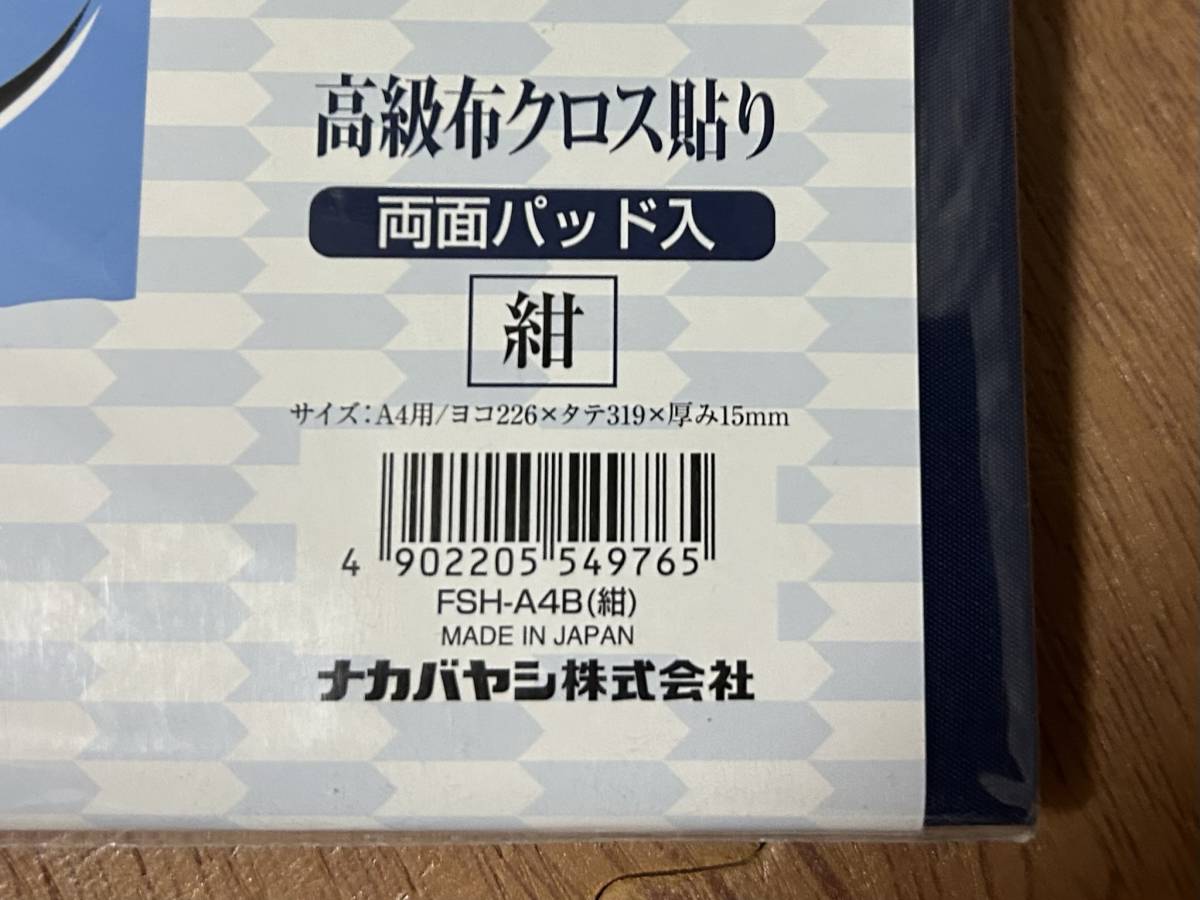 高級布クロス貼り
両面パッド入
紺
サイズ:A4用/ヨコ226×タテ319×厚み15mm
4 902205 549765
FSH-A4B(紺)
MADE IN JAPAN
ナカバヤシ株式会社